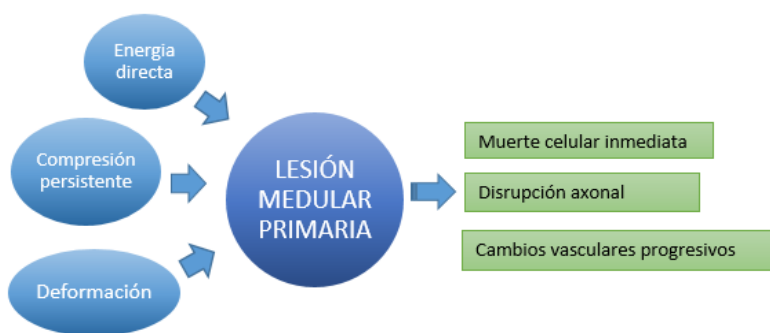 Energia
directa
Compresión
persistente
Deformación
LESIÓN
MEDULAR
PRIMARIA
Muerte celular inmediata
Disrupción axonal
Cambios vasculares progresivos